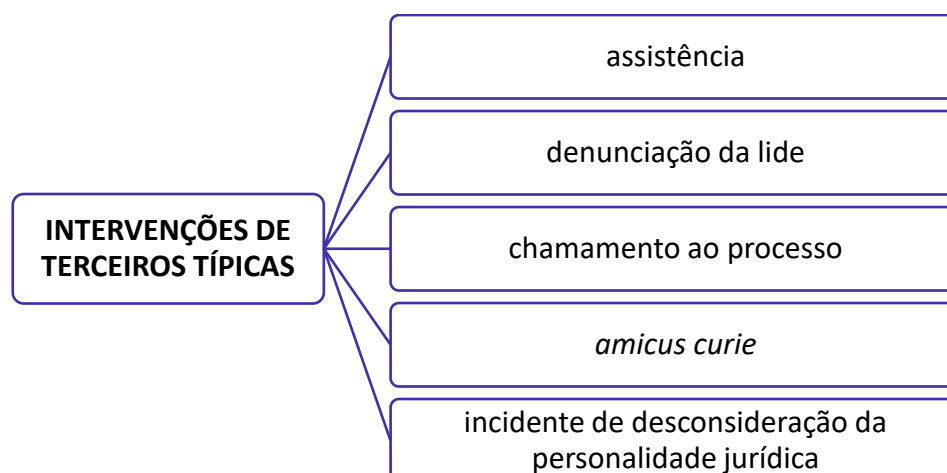 INTERVENÇÕES DE
TERCEIROS TÍPICAS
assistência
denunciação da lide
chamamento ao processo
amicus curie
incidente de desconsideração da
personalidade jurídica